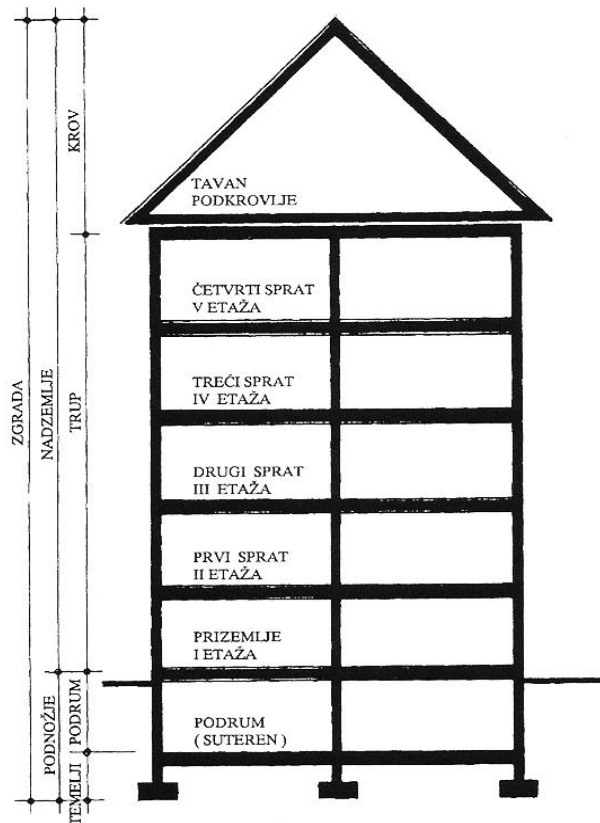 KROV
TAVAN
PODKROVLJE
ČETVRTI SPRAT
V ETAŽA
TREĆI SPRAT
IV ETAŽA
DRUGI SPRAT
III ETAŽA
PRVI SPRAT
II ETAŽA
PRIZEMLJE
I ETAŽA
PODRUM
( SUTEREN )
ZGRADA
NADZEMLJE
TRUP
PODNOŽJE
PODRUM
TEMELJI